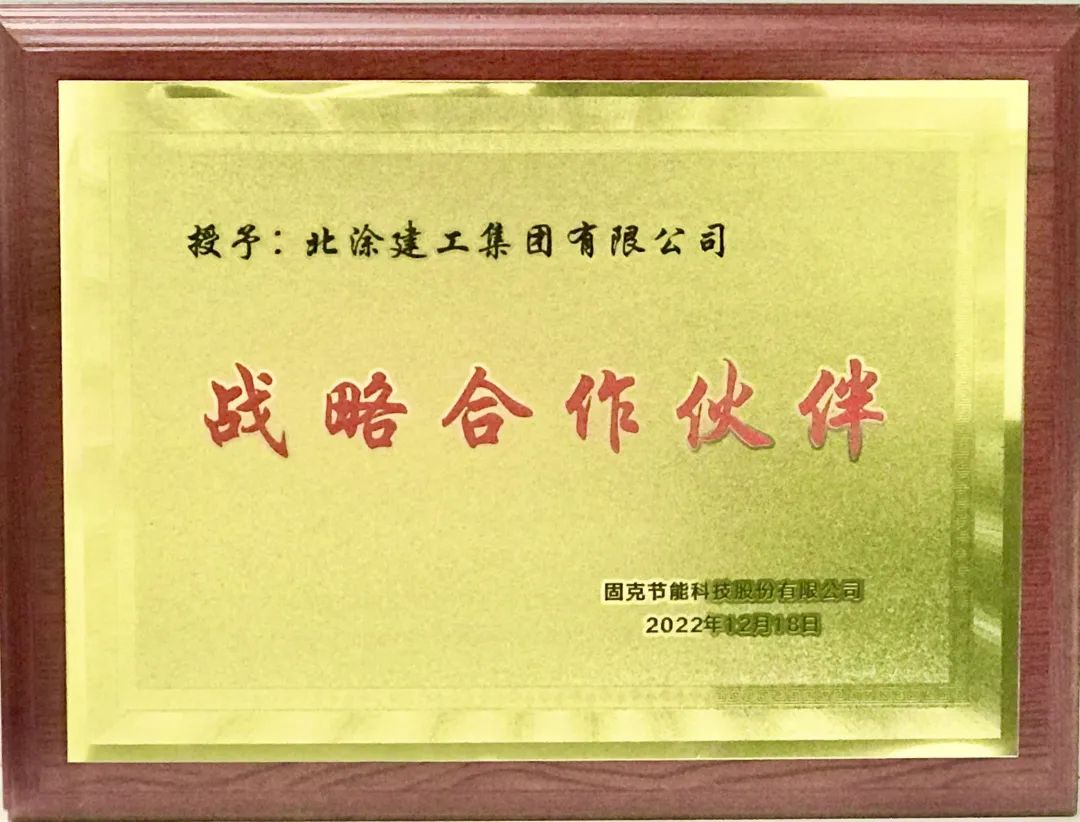 授予：北涂建工集团有限公司
战略合作伙伴
固克节能科技股份有限公司
2022年12月18日